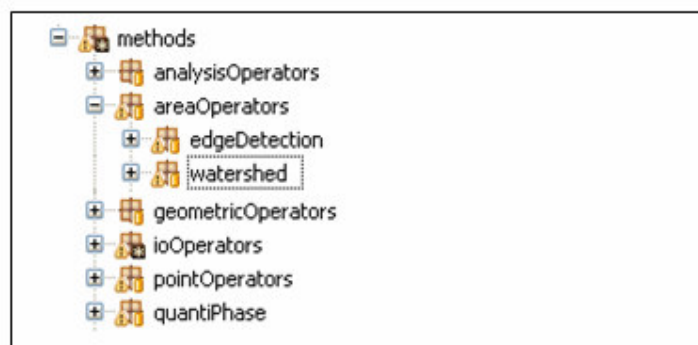 methods
analysisOperators
areaOperators
edgeDetection
watershed
geometricOperators
ioOperators
pointOperators
quantiPhase